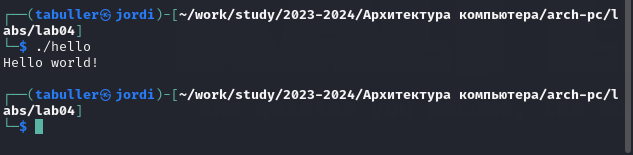 ┌──(tabuller㉿jordi)-[~/work/study/2023-2024/Архитектура компьютера/arch-pc/l
abs/lab04]
└─$ ./hello
Hello world!
┌──(tabuller㉿jordi)-[~/work/study/2023-2024/Архитектура компьютера/arch-pc/l
abs/lab04]
└─$